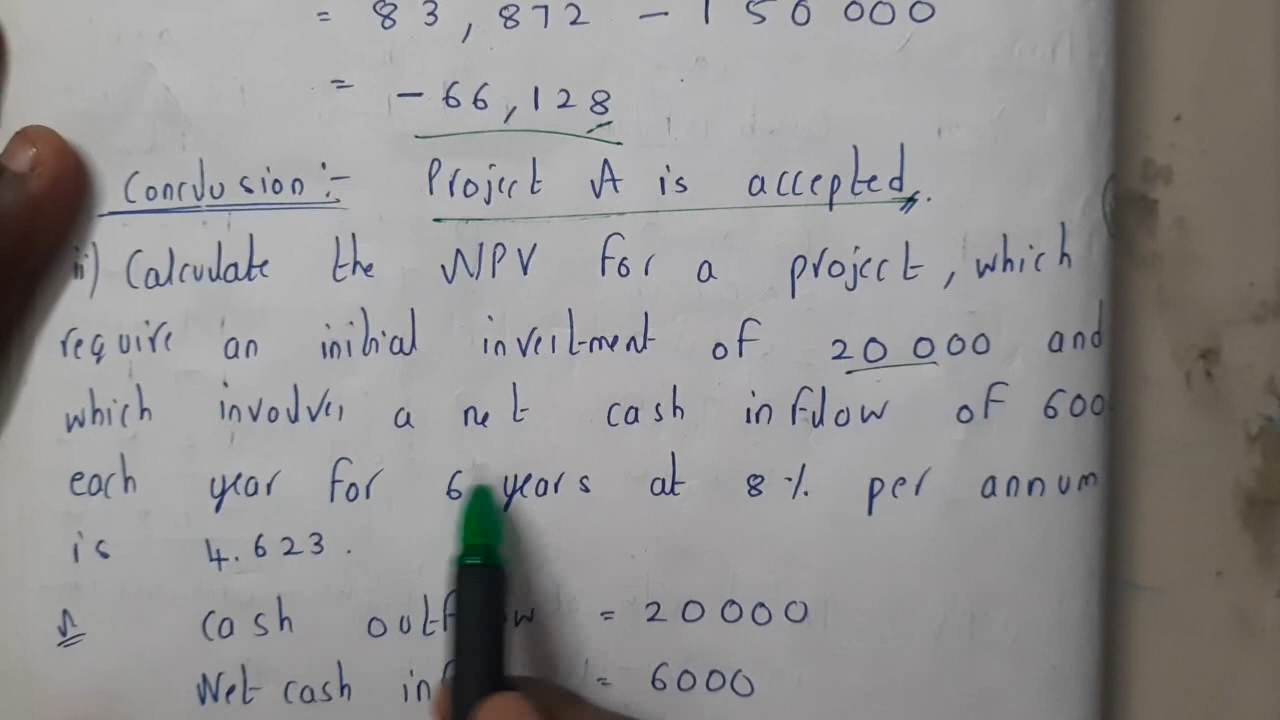 = 83,872 - 150000
= -66,128
Conclusion:- Project A is accepted.
ii) Calculate the NPV for a project, which
require an initial investment of 20000 and
which involves a net cash inflow of 600
each year for 6 years at 8% per annum
is 4.623.
cash = 20000
Net cash = 6000